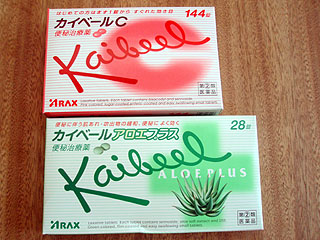 はじめての方はまず1錠から すぐれた効き目
144錠
カイベールC
便秘治療薬
Kaibeel
ARAX
第②類
医薬品
便秘に伴う肌あれ・吹出物の緩和、便秘によく効く
28錠
カイベールアロエプラス
便秘治療薬
Kaibeel
ALOE PLUS
ARAX
第②類
医薬品